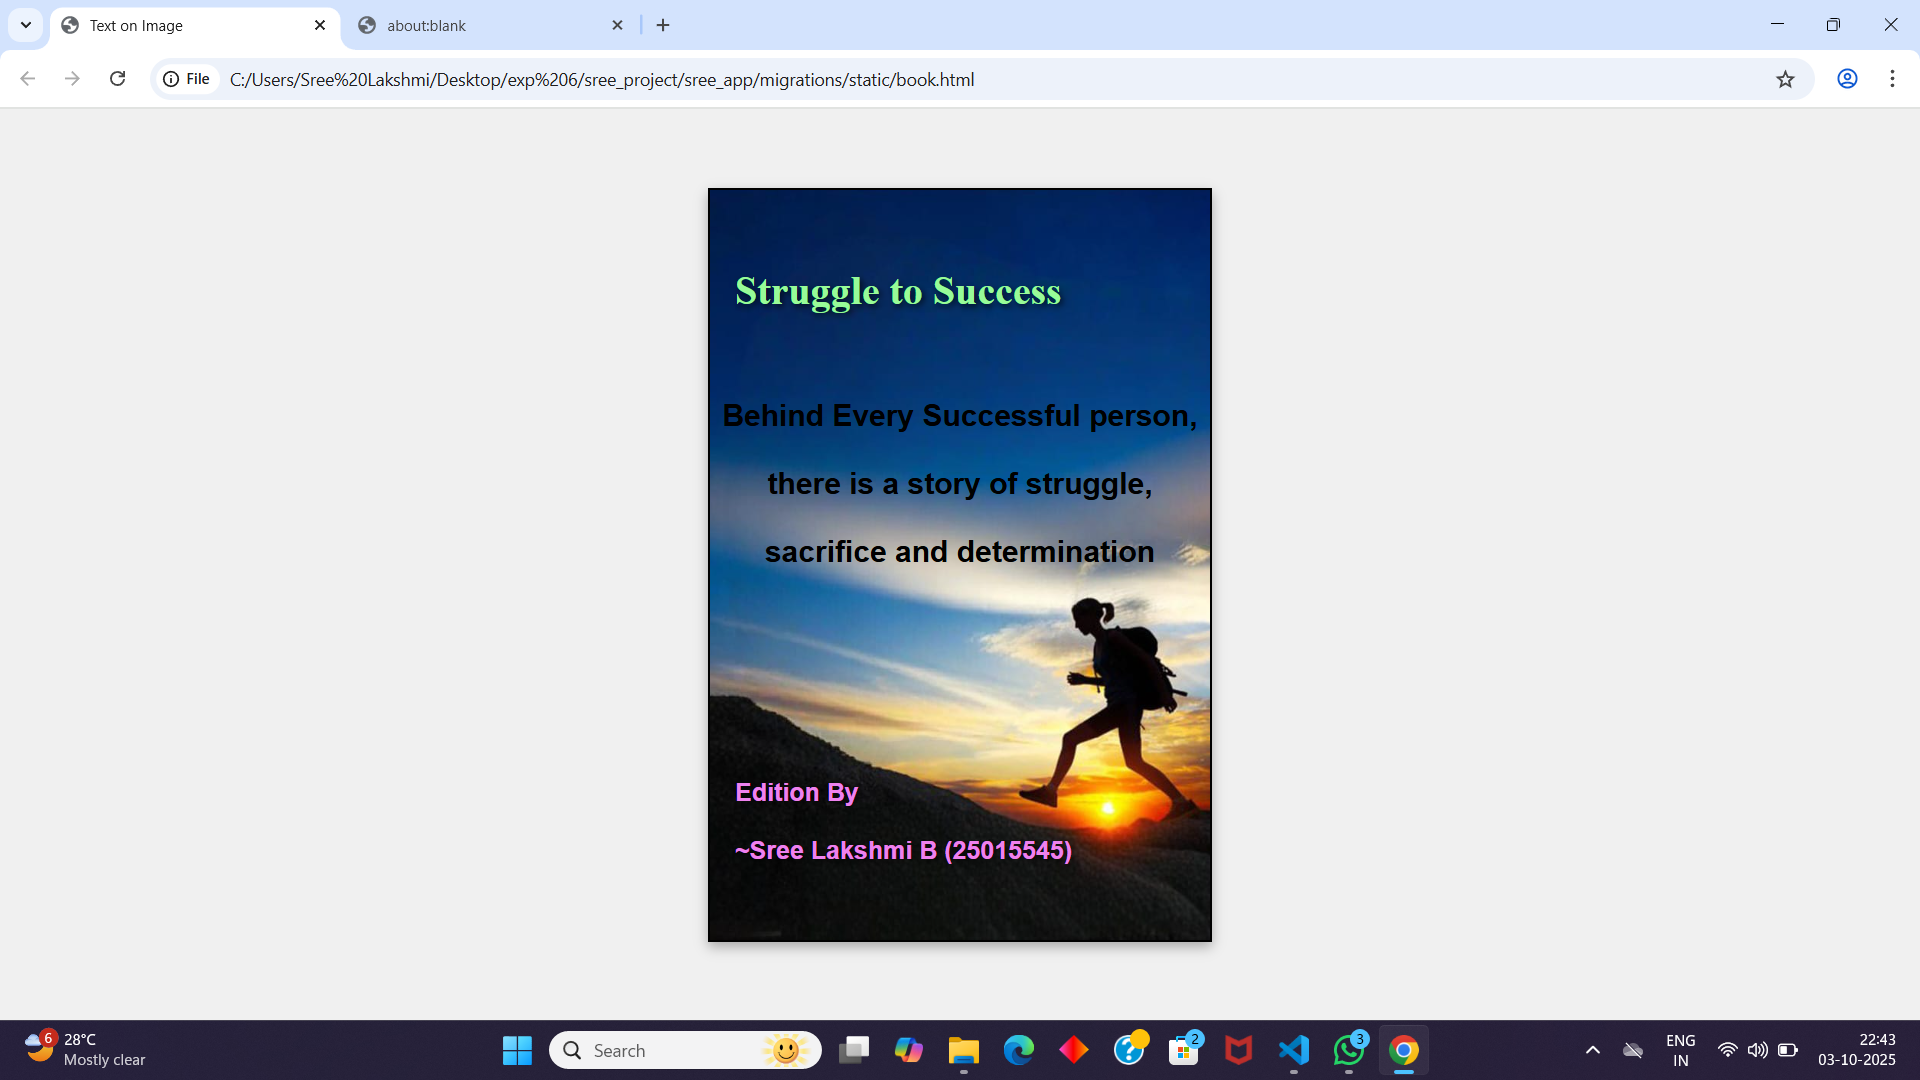 Text on Image
about:blank
File
C:/Users/Sree%20Lakshmi/Desktop/exp%206/sree_project/sree_app/migrations/static/book.html
Struggle to Success
Behind Every Successful person,
there is a story of struggle,
sacrifice and determination
Edition By
~Sree Lakshmi B (25015545)
6
28°C
Mostly clear
Search
2
3
ENG
IN
22:43
03-10-2025